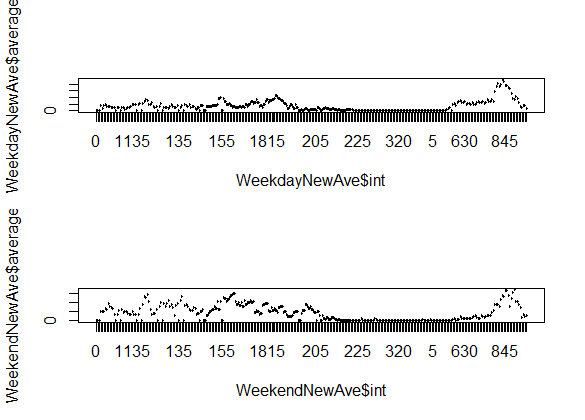 WeekdayNewAve$average
0
0 1135 135 155 1815 205 225 320 5 630 845
WeekdayNewAve$int
WeekendNewAve$average
0
0 1135 135 155 1815 205 225 320 5 630 845
WeekendNewAve$int